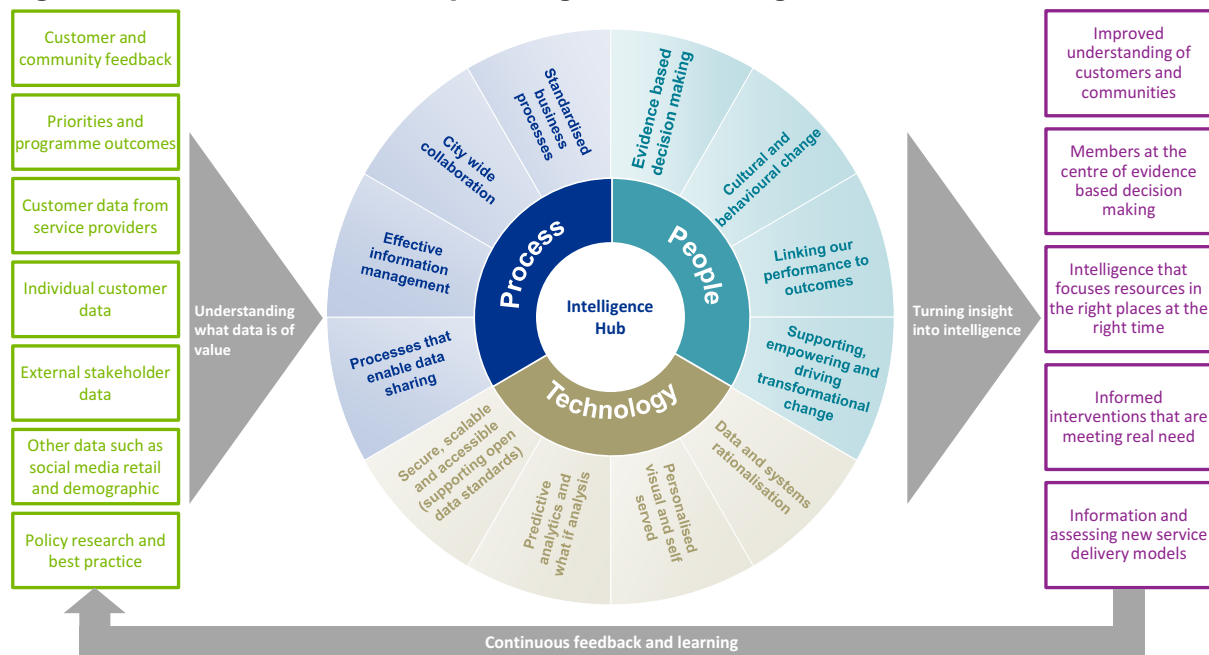 Customer and
community feedback
Priorities and
programme outcomes
Customer data from
service providers
Individual customer
data
External stakeholder
data
Other data such as
social media retail
and demographic
Policy research and
best practice
Understanding
what data is of
value
Standardised
business
processes
City wide
collaboration
Effective
information
management
Processes that
enable data
sharing
Process
Evidence based
decision making
Cultural and
behavioural change
Linking our
performance to
outcomes
Supporting,
empowering and
driving
transformational
change
People
Intelligence
Hub
Technology
Secure, scalable
and accessible
(supporting open
data standards)
Predictive
analytics and
what if analysis
Personalised
visual and self
served
Data and systems
rationalisation
Turning insight
into intelligence
Improved
understanding of
customers and
communities
Members at the
centre of evidence
based decision
making
Intelligence that
focuses resources in
the right places at the
right time
Informed
interventions that are
meeting real need
Information and
assessing new service
delivery models
Continuous feedback and learning